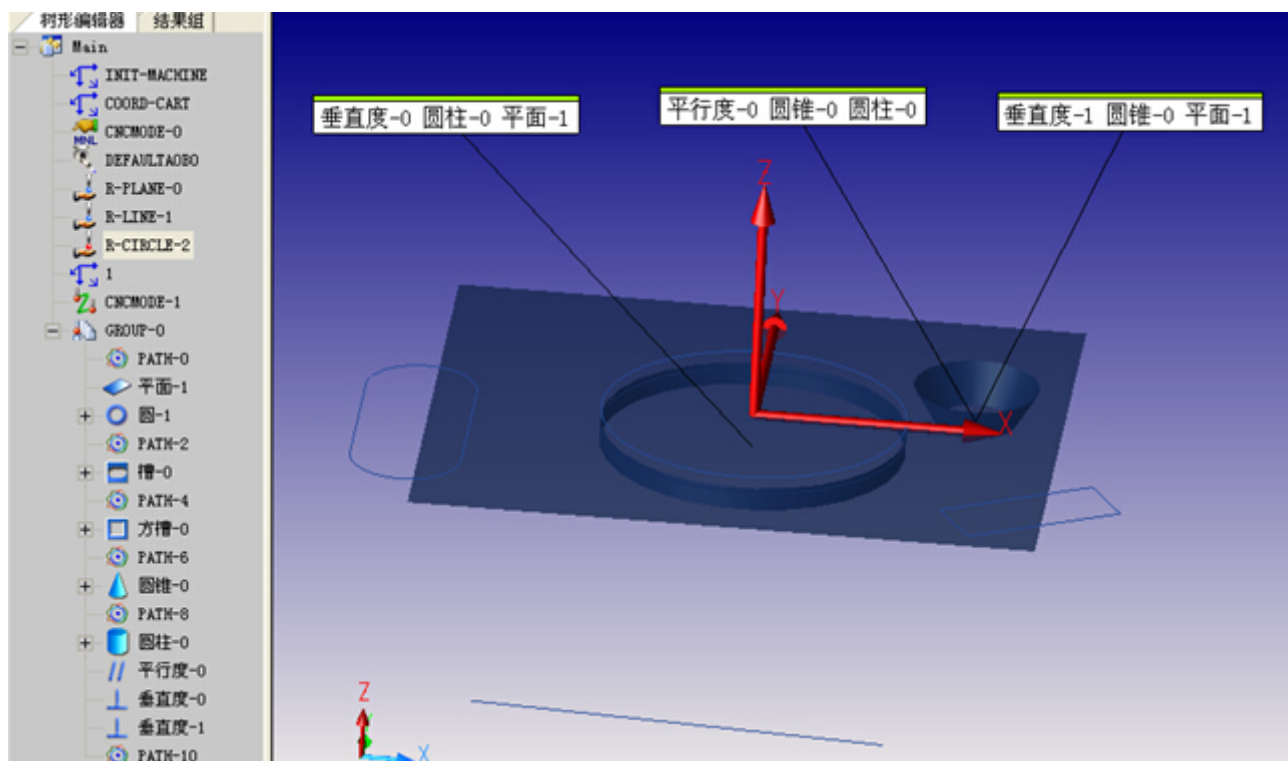 树形编辑器 结果组
Main
INIT-MACHINE
COORD-CART
CNCMODE-0
MNL
DEFAULTAOBO
R-PLANE-0
R-LINE-1
R-CIRCLE-2
1
CNCMODE-1
GROUP-0
PATH-0
平面-1
圆-1
PATH-2
槽-0
PATH-4
方槽-0
PATH-6
圆锥-0
PATH-8
圆柱-0
平行度-0
垂直度-0
垂直度-1
PATH-10
垂直度-0 圆柱-0 平面-1
平行度-0 圆锥-0 圆柱-0
垂直度-1 圆锥-0 平面-1
Z
Y
X
Z
X